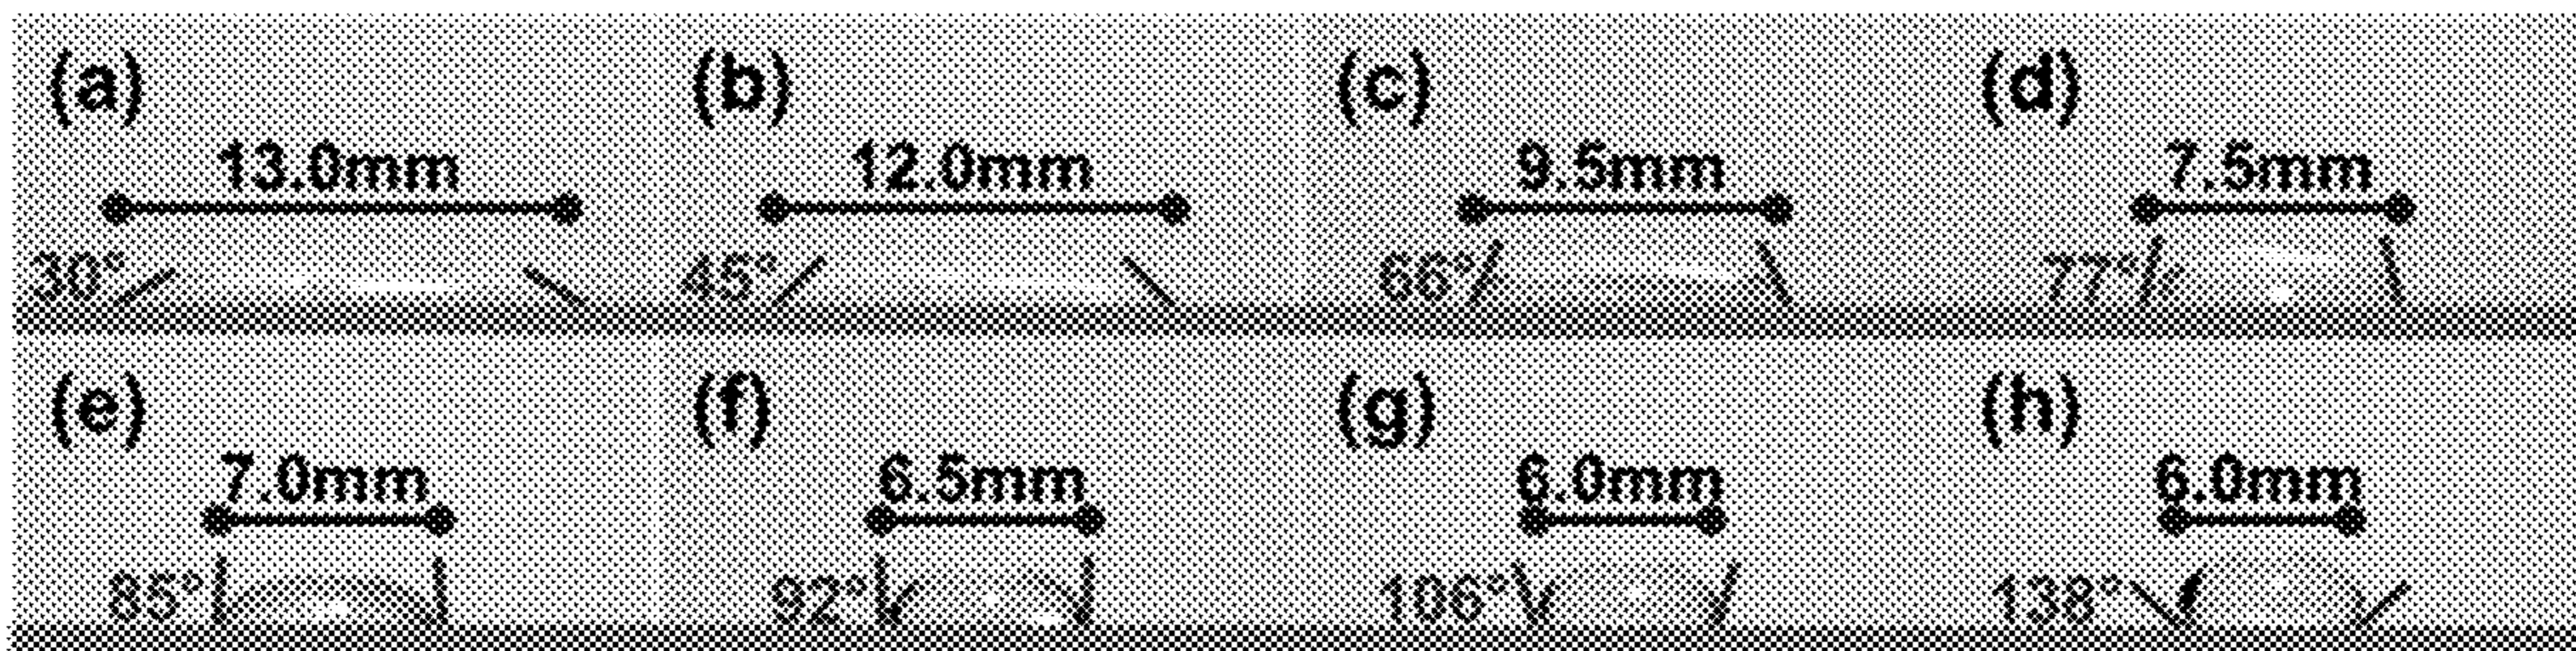 (a) (b) (c) (d)
13.0mm 12.0mm 9.5mm 7.5mm
30° 45° 66° 77°
(e) (f) (g) (h)
7.0mm 6.5mm 6.0mm 6.0mm
85° 92° 106° 138°